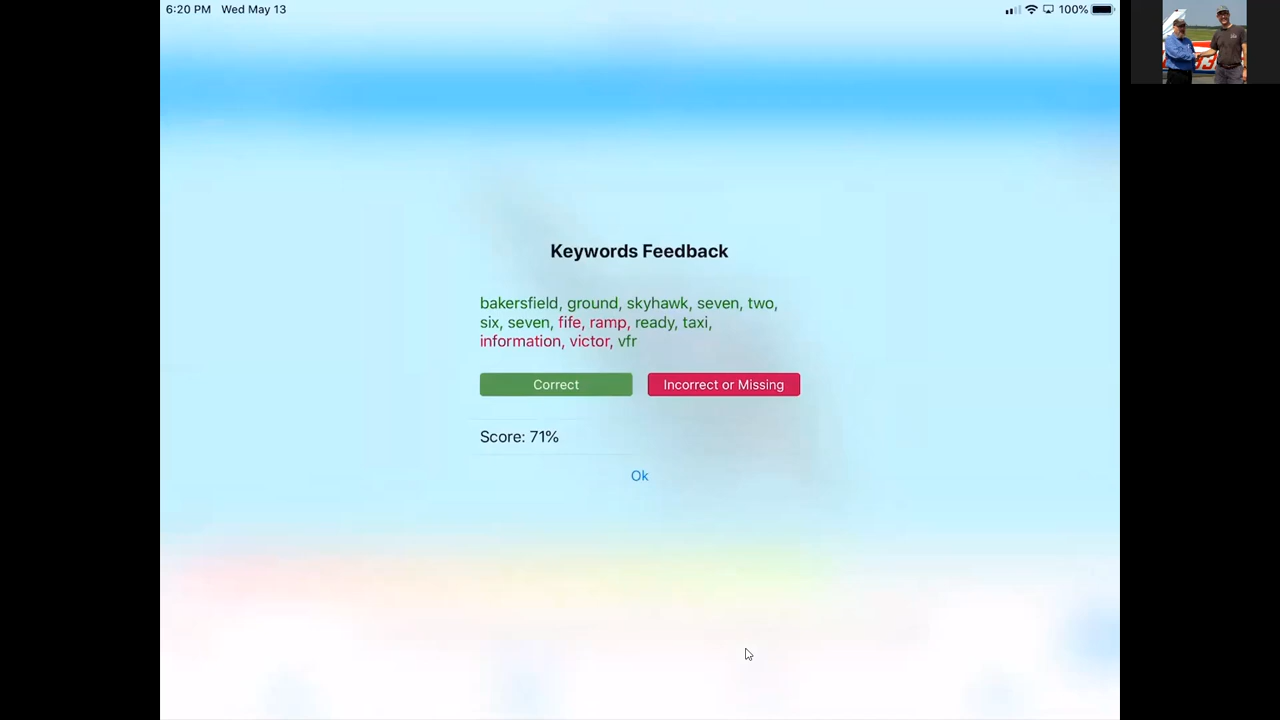 6:20 PM Wed May 13
100%
Keywords Feedback
bakersfield, ground, skyhawk, seven, two,
six, seven, fife, ramp, ready, taxi,
information, victor, vfr
Correct
Incorrect or Missing
Score: 71%
Ok